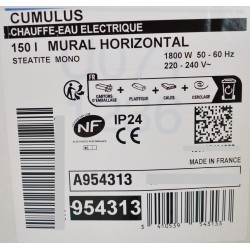 CUMULUS
CHAUFFE-EAU ELECTRIQUE
150 l MURAL HORIZONTAL
STEATITE MONO
1800 W 50 - 60 Hz
220 - 240 V~
FR
CARTONS D'EMBALLAGES
PLASTIQUE
CALES
CERCLAGE
NF
IP24
CE
MADE IN FRANCE
A954313
954313